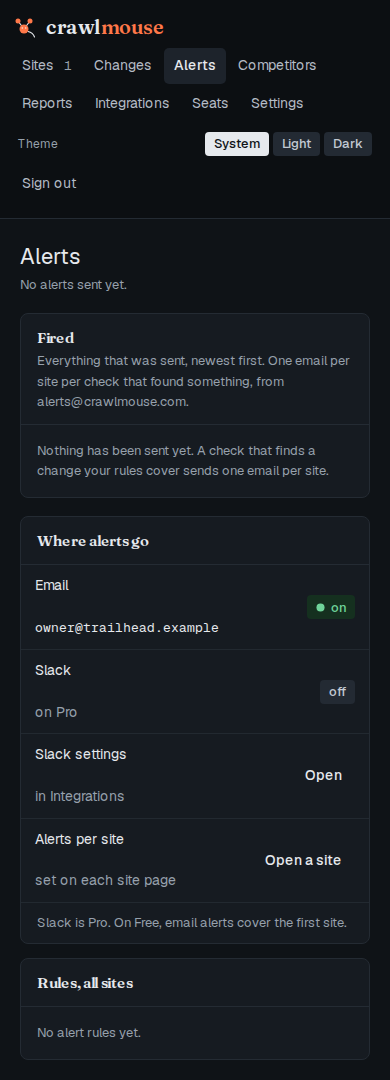 crawlmouse
Sites 1 Changes Alerts Competitors
Reports Integrations Seats Settings
Theme System Light Dark
Sign out
Alerts
No alerts sent yet.
Fired
Everything that was sent, newest first. One email per
site per check that found something, from
alerts@crawlmouse.com.
Nothing has been sent yet. A check that finds a
change your rules cover sends one email per site.
Where alerts go
Email
on
owner@trailhead.example
Slack
off
on Pro
Slack settings
Open
in Integrations
Alerts per site
Open a site
set on each site page
Slack is Pro. On Free, email alerts cover the first site.
Rules, all sites
No alert rules yet.